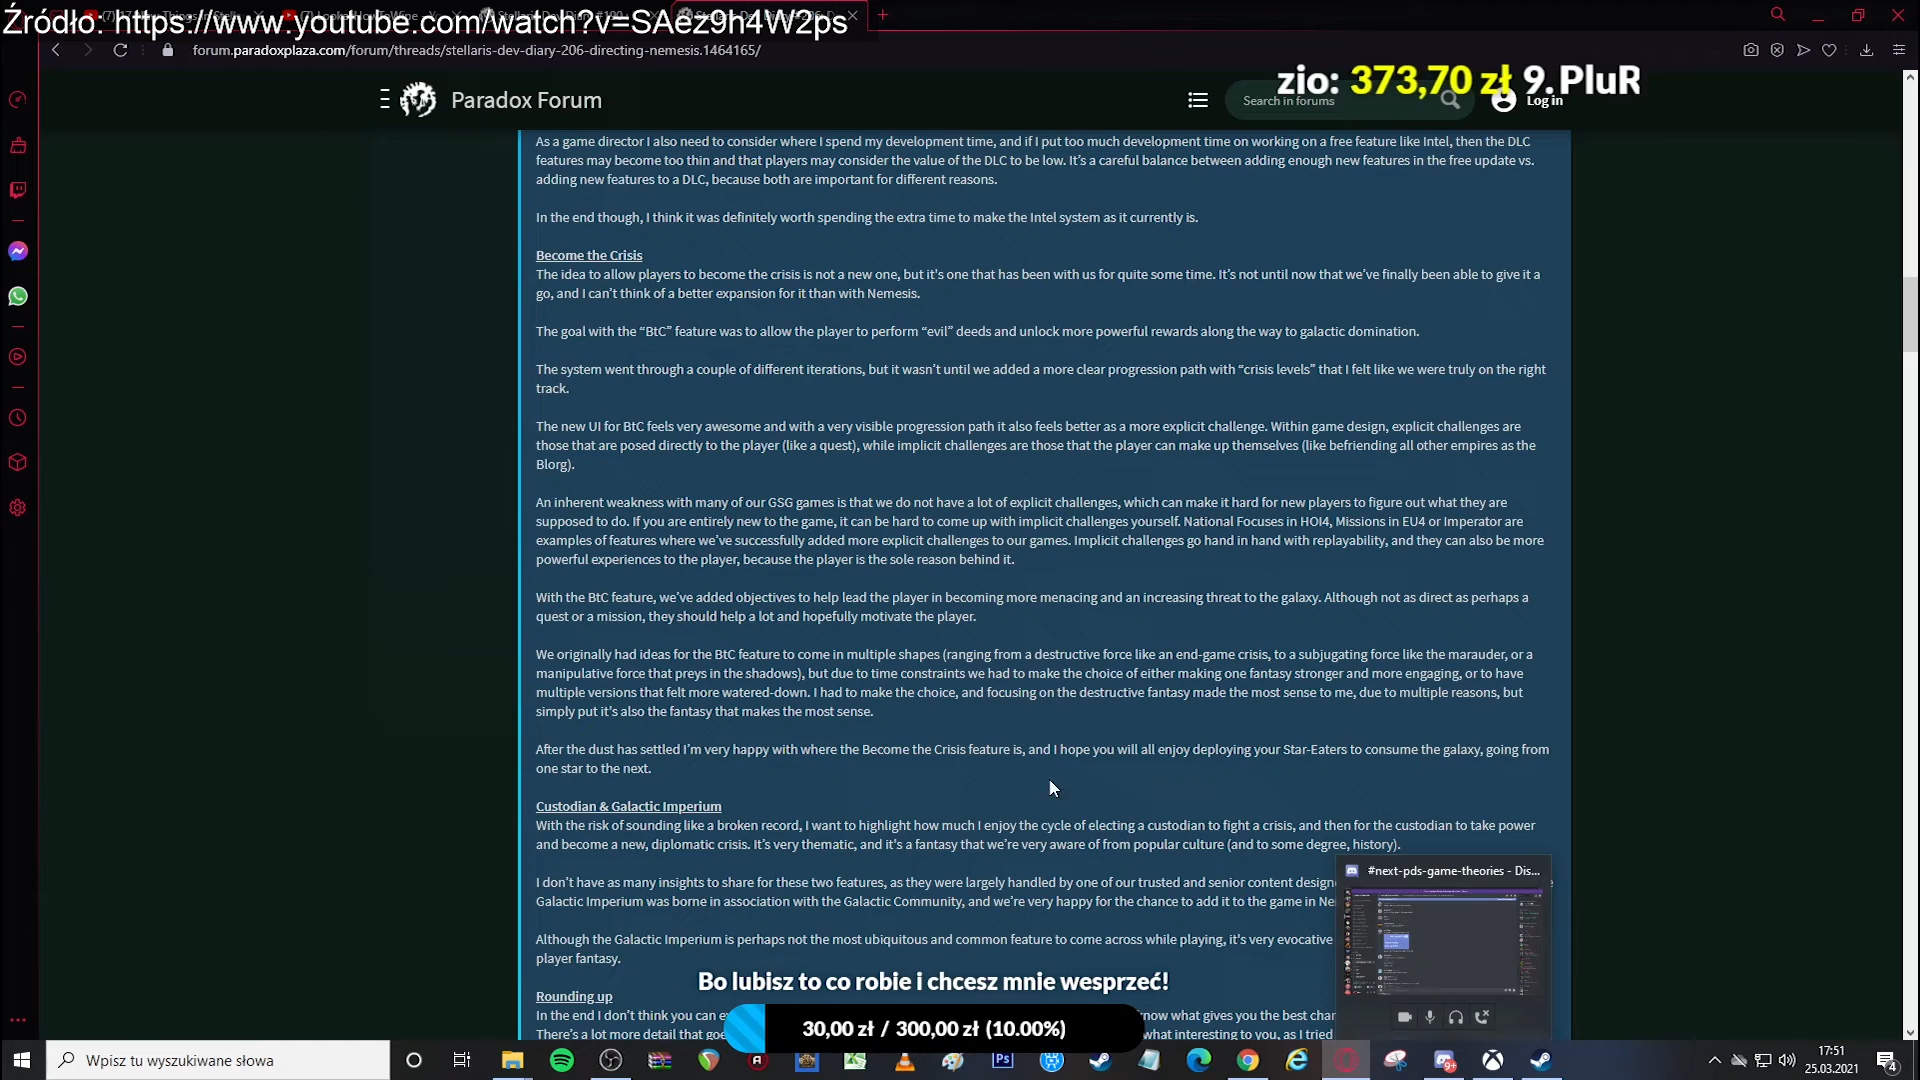 Źródło: https://www.youtube.com/watch?v=SAez9h4W2ps
forum.paradoxplaza.com/forum/threads/stellaris-dev-diary-206-directing-nemesis.1464165/
zio: 373,70 zł 9.PluR
Paradox Forum
Search in forums
Log in
As a game director I also need to consider where I spend my development time, and if I put too much development time on working on a free feature like Intel, then the DLC
features may become too thin and that players may consider the value of the DLC to be low. It's a careful balance between adding enough new features in the free update vs.
adding new features to a DLC, because both are important for different reasons.
In the end though, I think it was definitely worth spending the extra time to make the Intel system as it currently is.
Become the Crisis
The idea to allow players to become the crisis is not a new one, but it's one that has been with us for quite some time. It's not until now that we've finally been able to give it a
go, and I can't think of a better expansion for it than with Nemesis.
The goal with the “BtC” feature was to allow the player to perform “evil” deeds and unlock more powerful rewards along the way to galactic domination.
The system went through a couple of different iterations, but it wasn't until we added a more clear progression path with “crisis levels” that I felt like we were truly on the right
track.
The new UI for BtC feels very awesome and with a very visible progression path it also feels better as a more explicit challenge. Within game design, explicit challenges are
those that are posed directly to the player (like a quest), while implicit challenges are those that the player can make up themselves (like befriending all other empires as the
Blorg).
An inherent weakness with many of our GSG games is that we do not have a lot of explicit challenges, which can make it hard for new players to figure out what they are
supposed to do. If you are entirely new to the game, it can be hard to come up with implicit challenges yourself. National Focuses in HOI4, Missions in EU4 or Imperator are
examples of features where we've successfully added more explicit challenges to our games. Implicit challenges go hand in hand with replayability, and they can also be more
powerful experiences to the player, because the player is the sole reason behind it.
With the BtC feature, we've added objectives to help lead the player in becoming more menacing and an increasing threat to the galaxy. Although not as direct as perhaps a
quest or a mission, they should help a lot and hopefully motivate the player.
We originally had ideas for the BtC feature to come in multiple shapes (ranging from a destructive force like an end-game crisis, to a subjugating force like the marauder, or a
manipulative force that preys in the shadows), but due to time constraints we had to make the choice of either making one fantasy stronger and more engaging, or to have
multiple versions that felt more watered-down. I had to make the choice, and focusing on the destructive fantasy made the most sense to me, due to multiple reasons, but
simply put it's also the fantasy that makes the most sense.
After the dust has settled I'm very happy with where the Become the Crisis feature is, and I hope you will all enjoy deploying your Star-Eaters to consume the galaxy, going from
one star to the next.
Custodian & Galactic Imperium
With the risk of sounding like a broken record, I want to highlight how much I enjoy the cycle of electing a custodian to fight a crisis, and then for the custodian to take power
and become a new, diplomatic crisis. It's very thematic, and it's a fantasy that we're very aware of from popular culture (and to some degree, history).
#next-pds-game-theories - Dis...
I don't have as many insights to share for these two features, as they were largely handled by one of our trusted and senior content designe
Galactic Imperium was borne in association with the Galactic Community, and we're very happy for the chance to add it to the game in Ne
Although the Galactic Imperium is perhaps not the most ubiquitous and common feature to come across while playing, it's very evocative
player fantasy.
Bo lubisz to co robie i chcesz mnie wesprzeć!
Rounding up
In the end I don't think you can e know what gives you the best char
30,00 zł / 300,00 zł (10.00%)
There's a lot more detail that goe what interesting to you, as I tried
Wpisz tu wyszukiwane słowa
17:51
25.03.2021